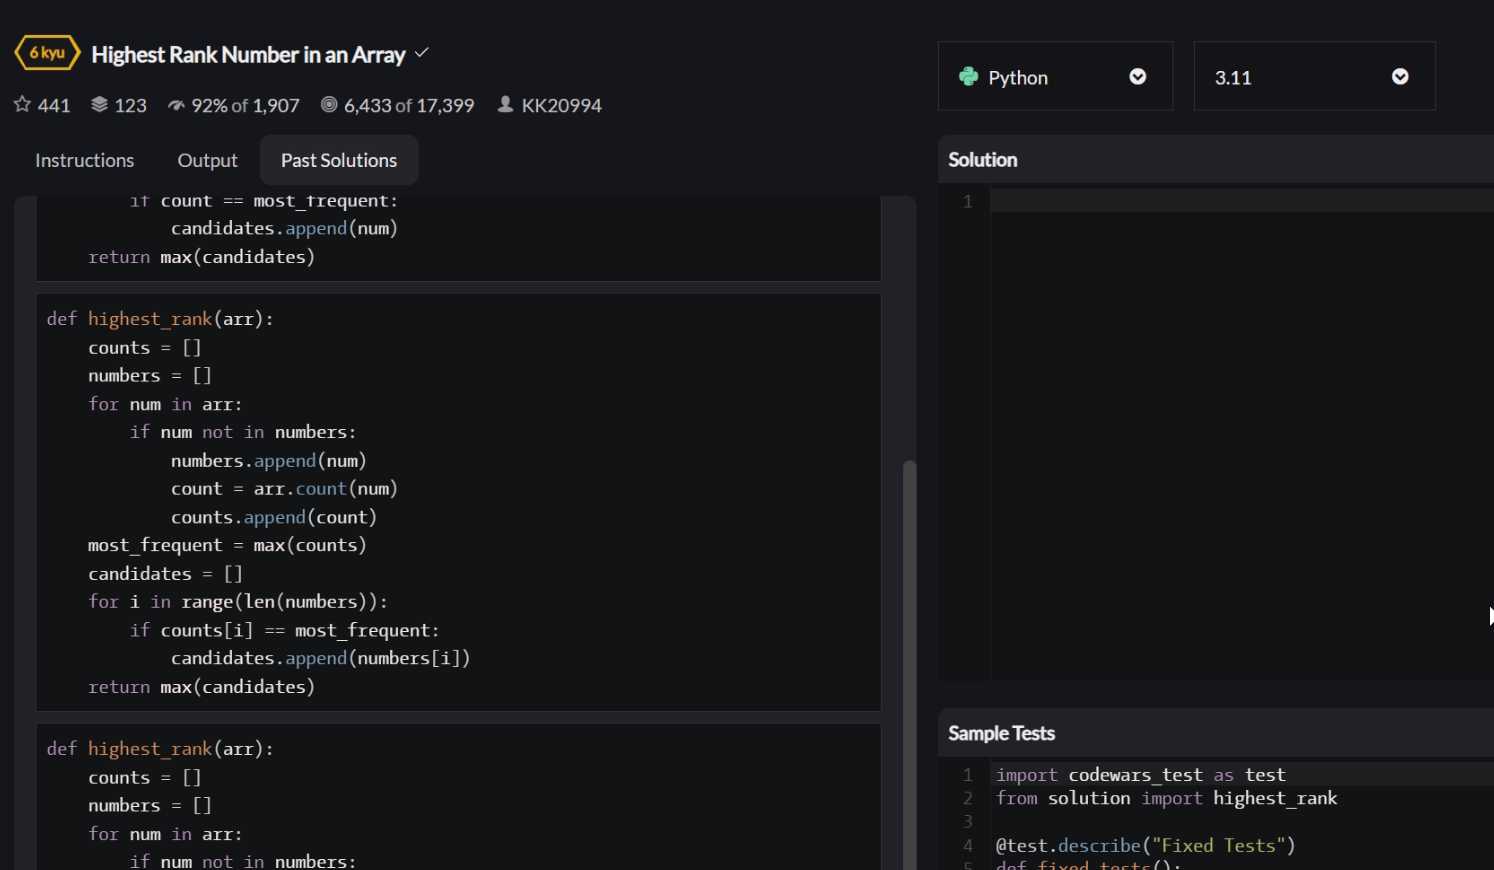 6 kyu Highest Rank Number in an Array
441 123 92% of 1,907 6,433 of 17,399 KK20994
Instructions Output Past Solutions
if count == most_frequent:
candidates.append(num)
return max(candidates)
def highest_rank(arr):
counts = []
numbers = []
for num in arr:
if num not in numbers:
numbers.append(num)
count = arr.count(num)
counts.append(count)
most_frequent = max(counts)
candidates = []
for i in range(len(numbers)):
if counts[i] == most_frequent:
candidates.append(numbers[i])
return max(candidates)
def highest_rank(arr):
counts = []
numbers = []
for num in arr:
if num not in numbers:
Python 3.11
Solution
1
Sample Tests
1 import codewars_test as test
2 from solution import highest_rank
3
4 @test.describe("Fixed Tests")
5 def fixed_tests():